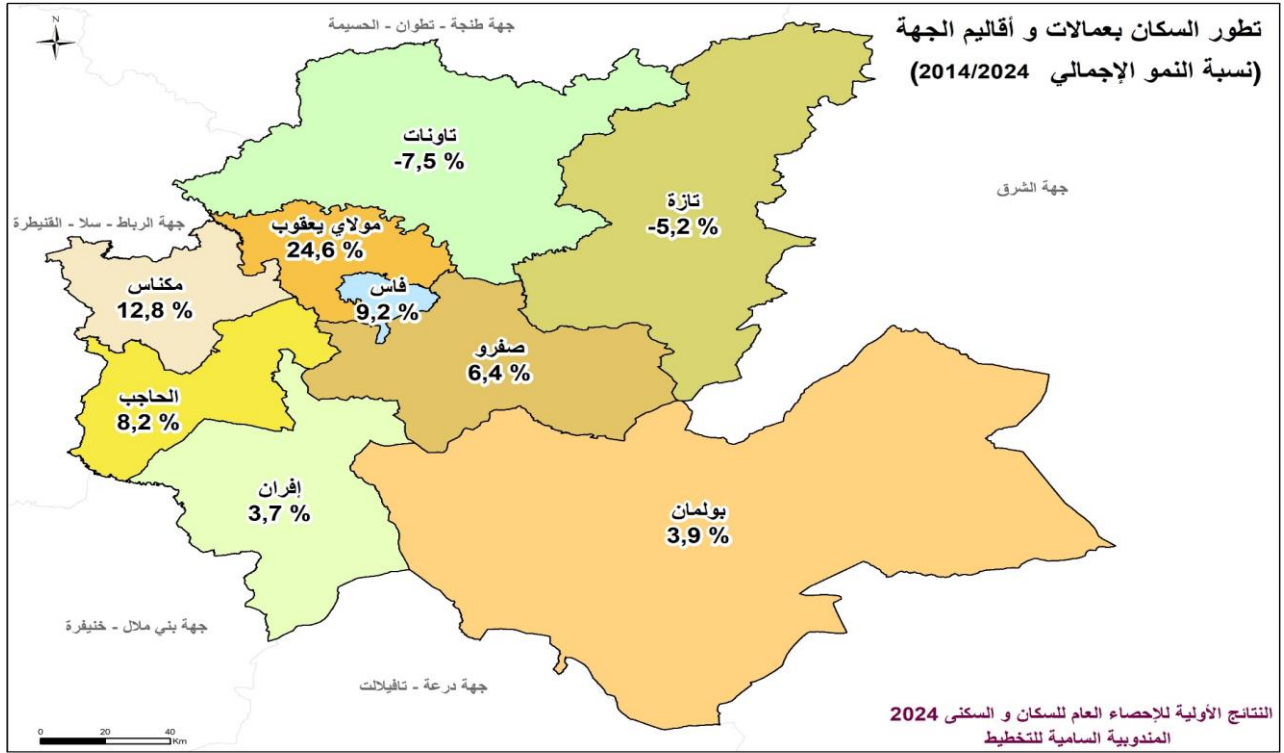 تطور السكان بعمالات و أقاليم الجهة
(نسبة النمو الإجمالي 2014/2024)
N
جهة طنجة - تطوان - الحسيمة
تاونات
-7,5 %
تازة
-5,2 %
جهة الشرق
جهة الرباط - سلا - القنيطرة
مولاي يعقوب
24,6 %
مكناس
12,8 %
فاس
9,2 %
صفرو
6,4 %
الحاجب
8,2 %
إفران
3,7 %
بولمان
3,9 %
جهة بني ملال - خنيفرة
جهة درعة - تافيلالت
النتائج الأولية للإحصاء العام للسكان و السكنى 2024
المندوبية السامية للتخطيط
0 20 40
Km